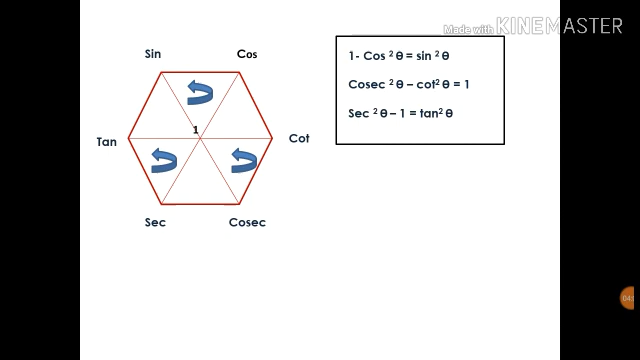 Made with KINEMASTER
Sin
Cos
1- Cos ² θ = sin ² θ
Cosec ² θ – cot² θ = 1
Sec ² θ – 1 = tan² θ
1
Tan
Cot
Sec
Cosec